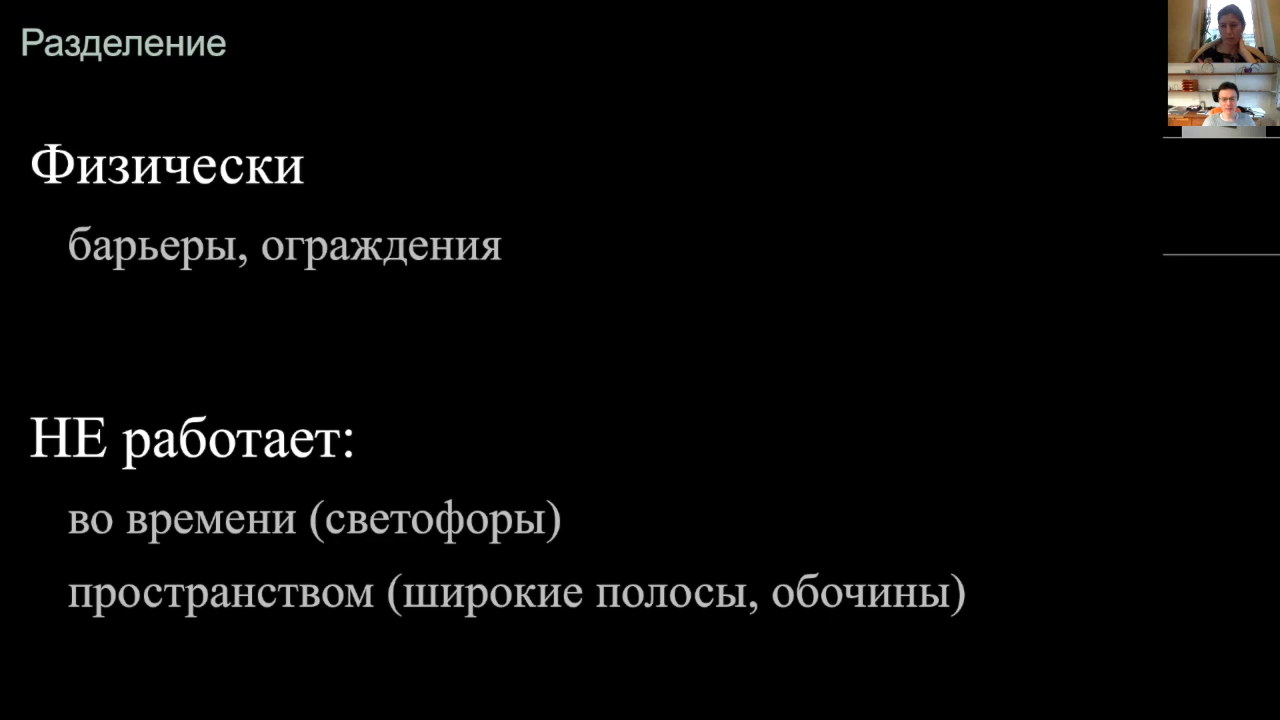 Разделение
Физически
барьеры, ограждения
НЕ работает:
во времени (светофоры)
пространством (широкие полосы, обочины)